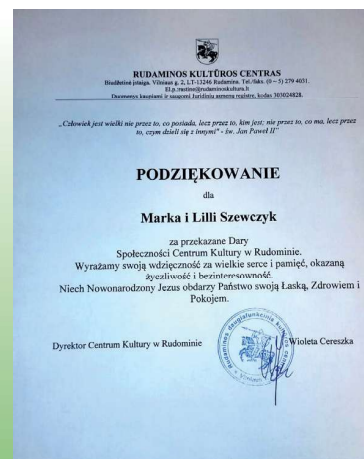 RUDAMINOS KULTŪROS CENTRAS
Biudžetinė įstaiga. Vilniaus g. 2, LT-13246 Rudamina. Tel./faks. (0 – 5) 279 4031.
El.p.:rastine@rudaminoskultura.lt
Duomenys kaupiami ir saugomi Juridinių asmenų registre, kodas 303024828.
„Człowiek jest wielki nie przez to, co posiada, lecz przez to, kim jest; nie przez to, co ma, lecz przez
to, czym dzieli się z innymi" - św. Jan Paweł II"
PODZIĘKOWANIE
dla
Marka i Lilli Szewczyk
za przekazane Dary
Społeczności Centrum Kultury w Rudominie.
Wyrażamy swoją wdzięczność za wielkie serce i pamięć, okazaną
życzliwość i bezinteresowność.
Niech Nowonarodzony Jezus obdarzy Państwo swoją Łaską, Zdrowiem i
Pokojem.
Dyrektor Centrum Kultury w Rudominie Wioleta Cereszka